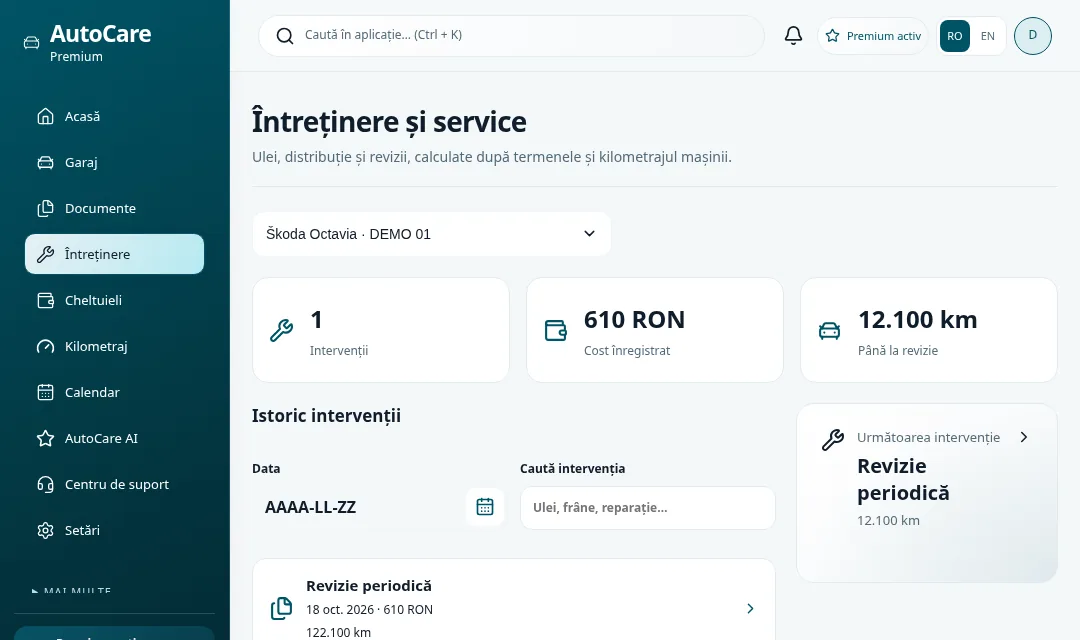 AutoCare
Premium
Acasă
Garaj
Documente
Întreținere
Cheltuieli
Kilometraj
Calendar
AutoCare AI
Centru de suport
Setări
MAI MULTE
Caută în aplicație... (Ctrl + K)
Premium activ
RO
EN
D
Întreținere și service
Ulei, distribuție și revizii, calculate după termenele și kilometrajul mașinii.
Škoda Octavia · DEMO 01
1
Intervenții
610 RON
Cost înregistrat
12.100 km
Până la revizie
Istoric intervenții
Data
AAAA-LL-ZZ
Caută intervenția
Ulei, frâne, reparație...
Revizie periodică
18 oct. 2026 · 610 RON
122.100 km
Următoarea intervenție
Revizie
periodică
12.100 km